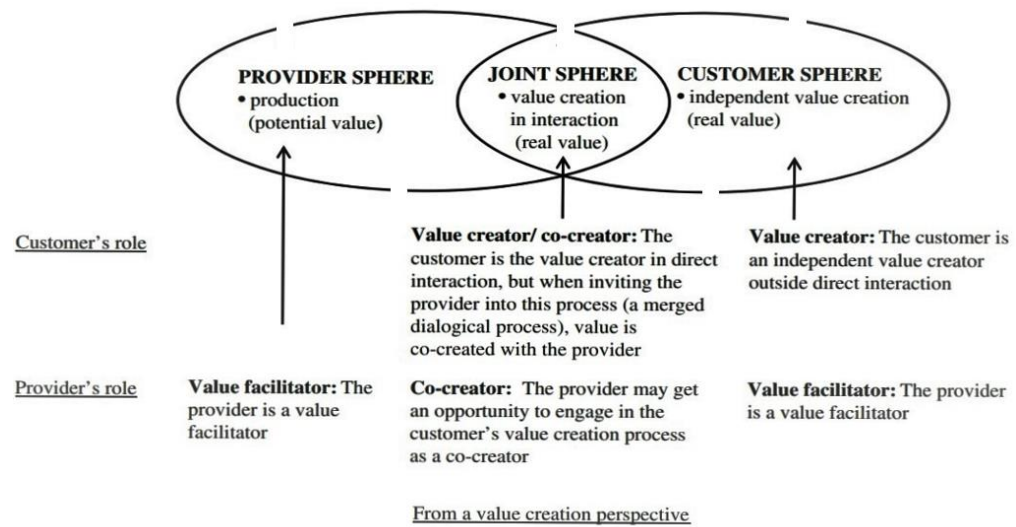 PROVIDER SPHERE
• production
(potential value)
JOINT SPHERE
• value creation
in interaction
(real value)
CUSTOMER SPHERE
• independent value creation
(real value)
Customer's role
Value creator/ co-creator: The
customer is the value creator in direct
interaction, but when inviting the
provider into this process (a merged
dialogical process), value is
co-created with the provider
Value creator: The customer is
an independent value creator
outside direct interaction
Provider's role
Value facilitator: The
provider is a value
facilitator
Co-creator: The provider may get
an opportunity to engage in the
customer's value creation process
as a co-creator
Value facilitator: The provider
is a value facilitator
From a value creation perspective